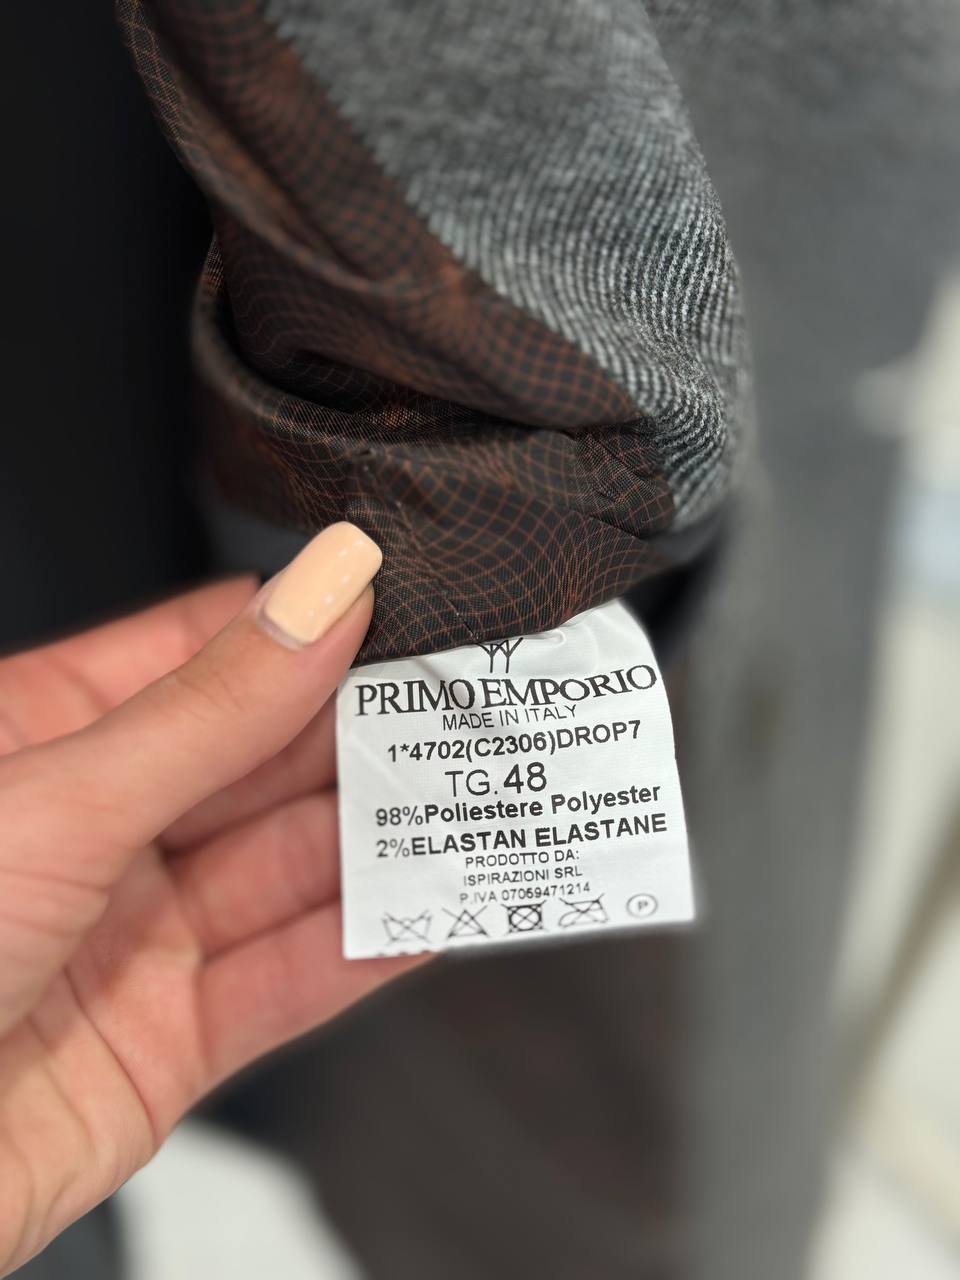 PRIMO EMPORIO
MADE IN ITALY
1*4702(C2306)DROP7
TG.48
98%Poliestere Polyester
2%ELASTAN ELASTANE
PRODOTTO DA:
ISPIRAZIONI SRL
P.IVA 07059471214
P